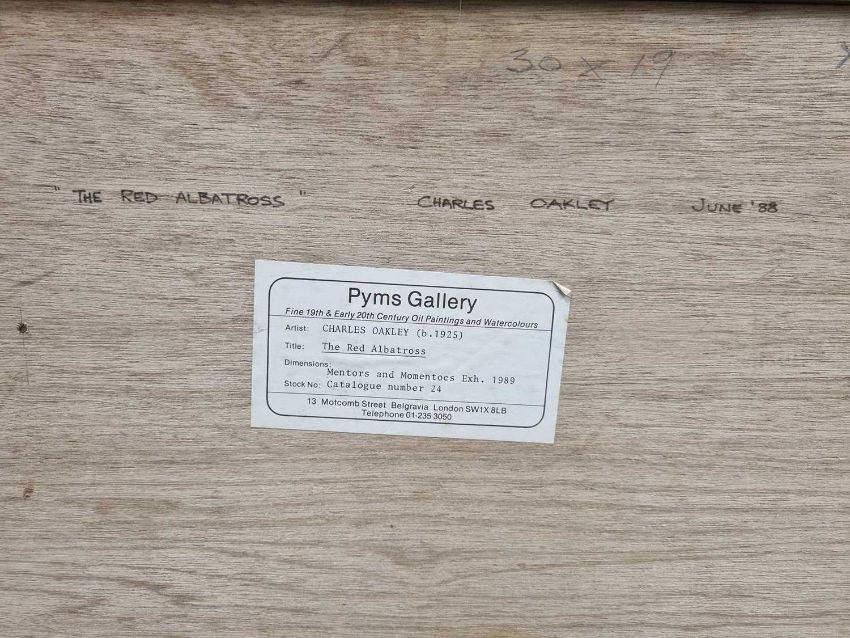 30 x 19
"THE RED ALBATROSS" CHARLES OAKLEY JUNE '88
Pyms Gallery
Fine 19th & Early 20th Century Oil Paintings and Watercolours
Artist: CHARLES OAKLEY (b.1925)
Title: The Red Albatross
Dimensions:
Mentors and Momentoes Exh. 1989
Stock No: Catalogue number 24
13 Motcomb Street Belgravia London SW1X 8LB
Telephone 01-235 3050